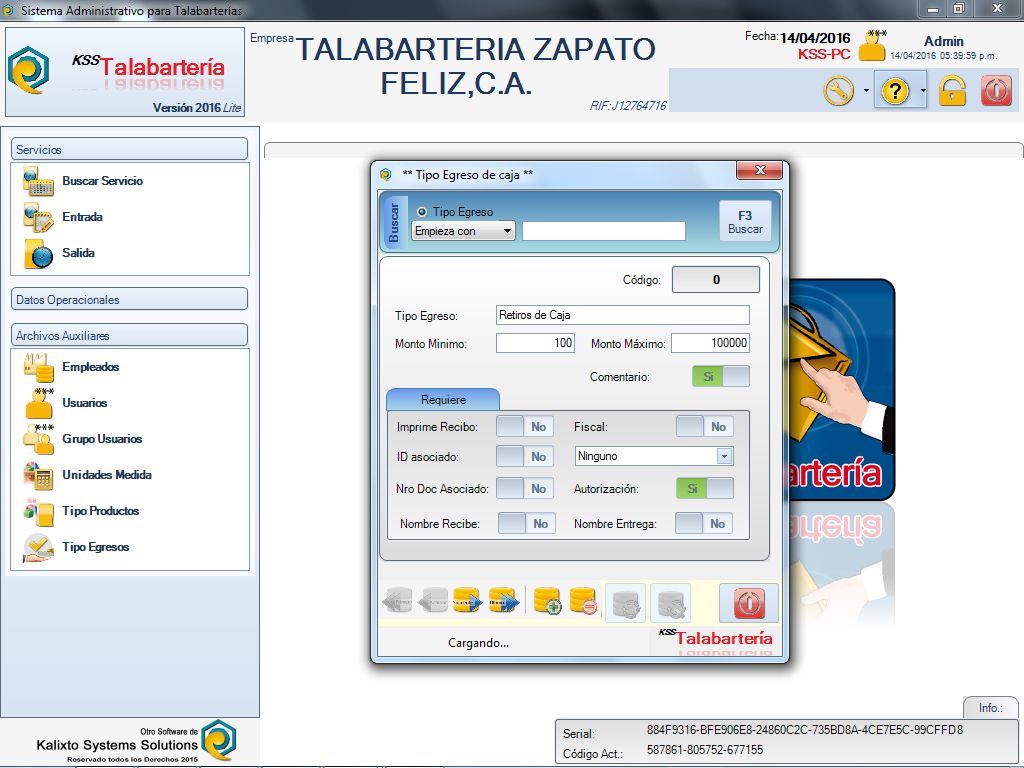 Sistema Administrativo para Talabarterías
KSS Talabartería
Versión 2016 Lite
Empresa
TALABARTERIA ZAPATO
FELIZ,C.A.
RIF:J12764716
Fecha: 14/04/2016
KSS-PC
Admin
14/04/2016 05:39:59 p.m.
Servicios
Buscar Servicio
Entrada
Salida
Datos Operacionales
Archivos Auxiliares
Empleados
Usuarios
Grupo Usuarios
Unidades Medida
Tipo Productos
Tipo Egresos
** Tipo Egreso de caja **
Buscar
Tipo Egreso
Empieza con
F3
Buscar
Código: 0
Tipo Egreso: Retiros de Caja
Monto Minimo: 100 Monto Máximo: 100000
Comentario: Si
Requiere
Imprime Recibo: No Fiscal: No
ID asociado: No Ninguno
Nro Doc Asociado: No Autorización: Si
Nombre Recibe: No Nombre Entrega: No
Cargando...
KSS Talabartería
artería
Otro Software de
Kalixto Systems Solutions
Reservado todos los Derechos 2015
Info.:
Serial: 884F9316-BFE906E8-24860C2C-735BD8A-4CE7E5C-99CFFD8
Código Act.: 587861-805752-677155